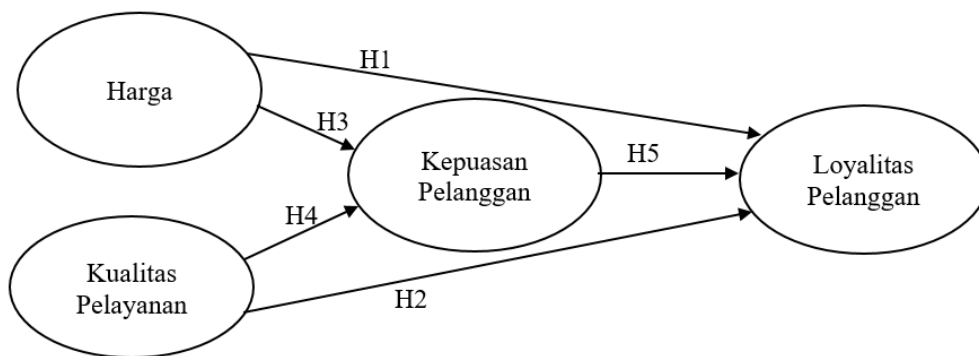 H1
Harga
H3
Kepuasan
Pelanggan
H5
Loyalitas
Pelanggan
H4
Kualitas
Pelayanan
H2